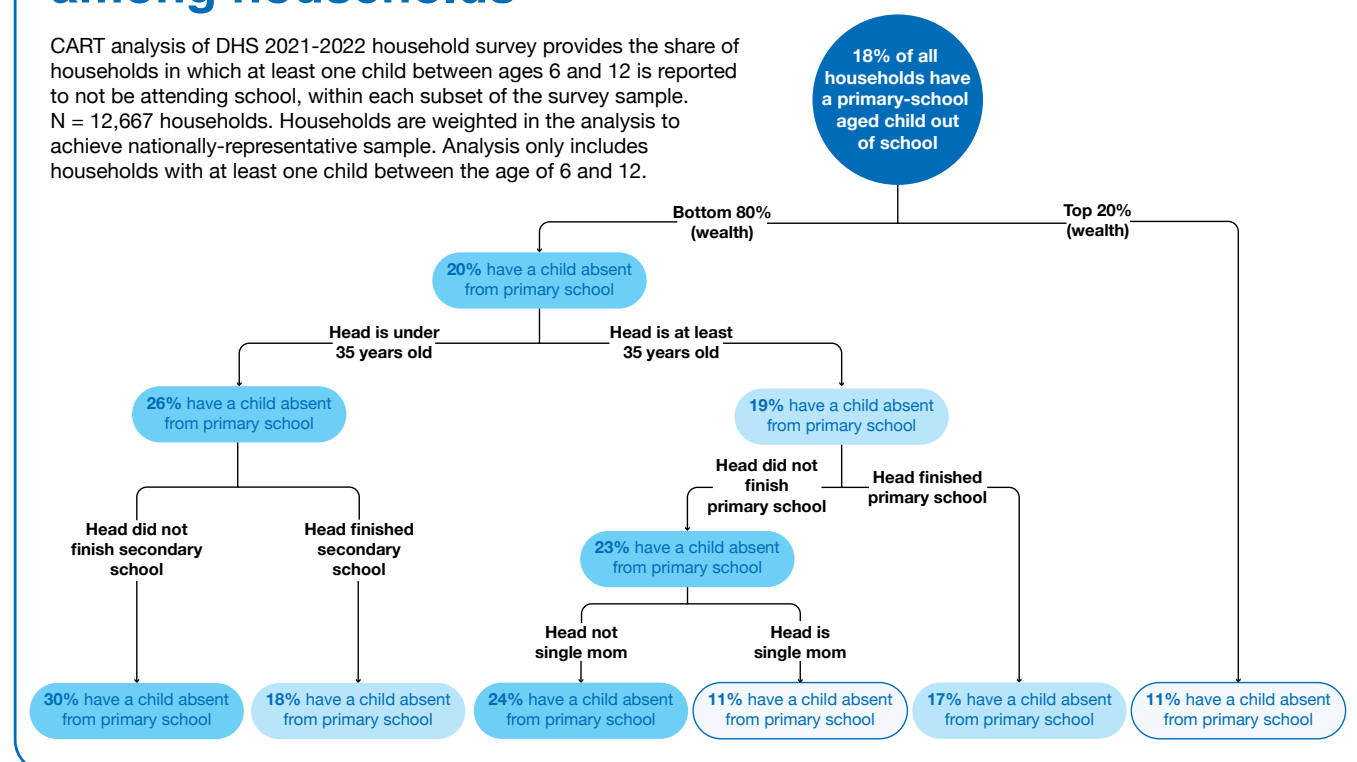 among households
CART analysis of DHS 2021-2022 household survey provides the share of
households in which at least one child between ages 6 and 12 is reported
to not be attending school, within each subset of the survey sample.
N = 12,667 households. Households are weighted in the analysis to
achieve nationally-representative sample. Analysis only includes
households with at least one child between the age of 6 and 12.
18% of all
households have
a primary-school
aged child out
of school
Bottom 80%
(wealth)
Top 20%
(wealth)
20% have a child absent
from primary school
Head is under
35 years old
Head is at least
35 years old
26% have a child absent
from primary school
19% have a child absent
from primary school
Head did not
finish
primary school
Head finished
primary school
Head did not
finish secondary
school
Head finished
secondary
school
23% have a child absent
from primary school
Head not
single mom
Head is
single mom
30% have a child absent
from primary school
18% have a child absent
from primary school
24% have a child absent
from primary school
11% have a child absent
from primary school
17% have a child absent
from primary school
11% have a child absent
from primary school